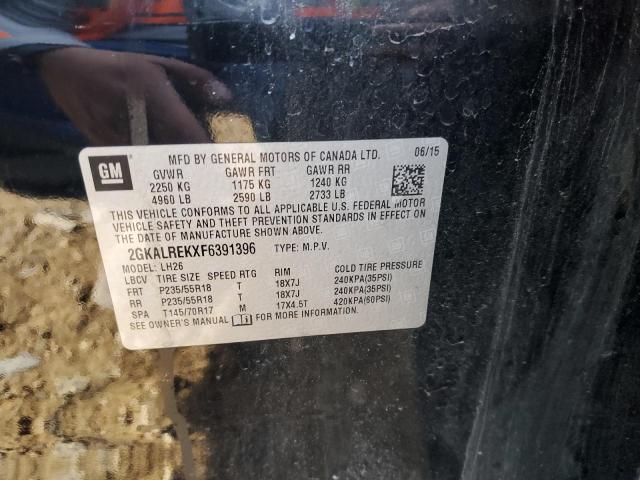 GM
MFD BY GENERAL MOTORS OF CANADA LTD. 06/15
GVWR GAWR FRT GAWR RR
2250 KG 1175 KG 1240 KG
4960 LB 2590 LB 2733 LB
THIS VEHICLE CONFORMS TO ALL APPLICABLE U.S. FEDERAL MOTOR
VEHICLE SAFETY AND THEFT PREVENTION STANDARDS IN EFFECT ON
THE DATE OF MANUFACTURE SHOWN ABOVE.
2GKALREKXF6391396 TYPE: M.P.V.
LH26
LBCV TIRE SIZE SPEED RTG RIM COLD TIRE PRESSURE
FRT P235/55R18 T 18X7J 240KPA(35PSI)
RR P235/55R18 T 18X7J 240KPA(35PSI)
SPA T145/70R17 M 17X4.5T 420KPA(60PSI)
SEE OWNER'S MANUAL FOR MORE INFORMATION.